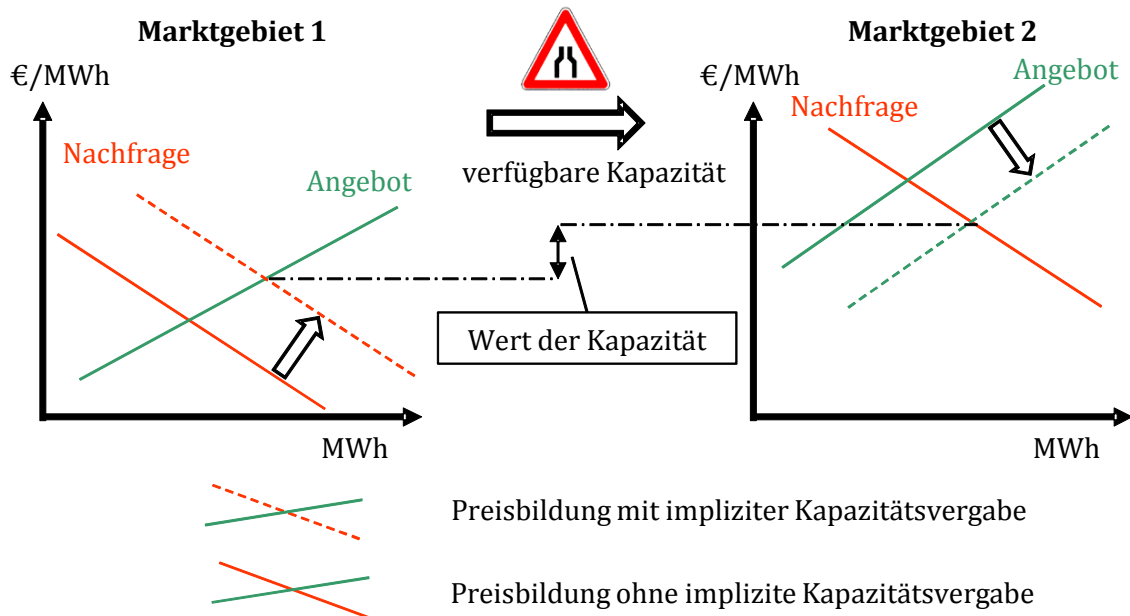 Marktgebiet 1
Marktgebiet 2
€/MWh
€/MWh
Angebot
Nachfrage
Nachfrage
Angebot
verfügbare Kapazität
Wert der Kapazität
MWh
MWh
Preisbildung mit impliziter Kapazitätsvergabe
Preisbildung ohne implizite Kapazitätsvergabe